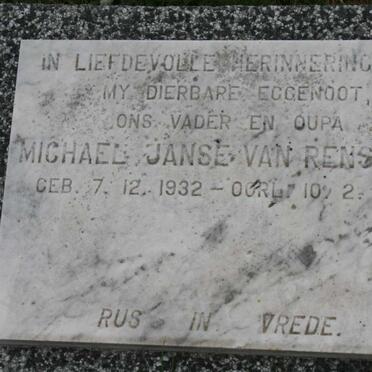 IN LIEFDEVOLLE HERINNERING
MY DIERBARE EGGENOOT,
ONS VADER EN OUPA
MICHAEL JANSE VAN RENS
GEB. 7. 12. 1932 - OORL. 10. 2.
RUS IN VREDE.